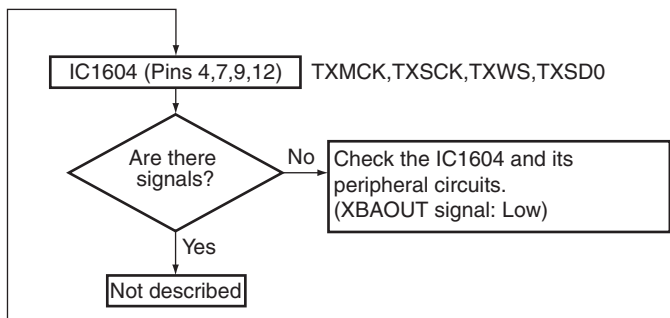 IC1604 (Pins 4,7,9,12) TXMCK,TXSCK,TXWS,TXSD0
Are there
signals?
No
Check the IC1604 and its
peripheral circuits.
(XBAOUT signal: Low)
Yes
Not described